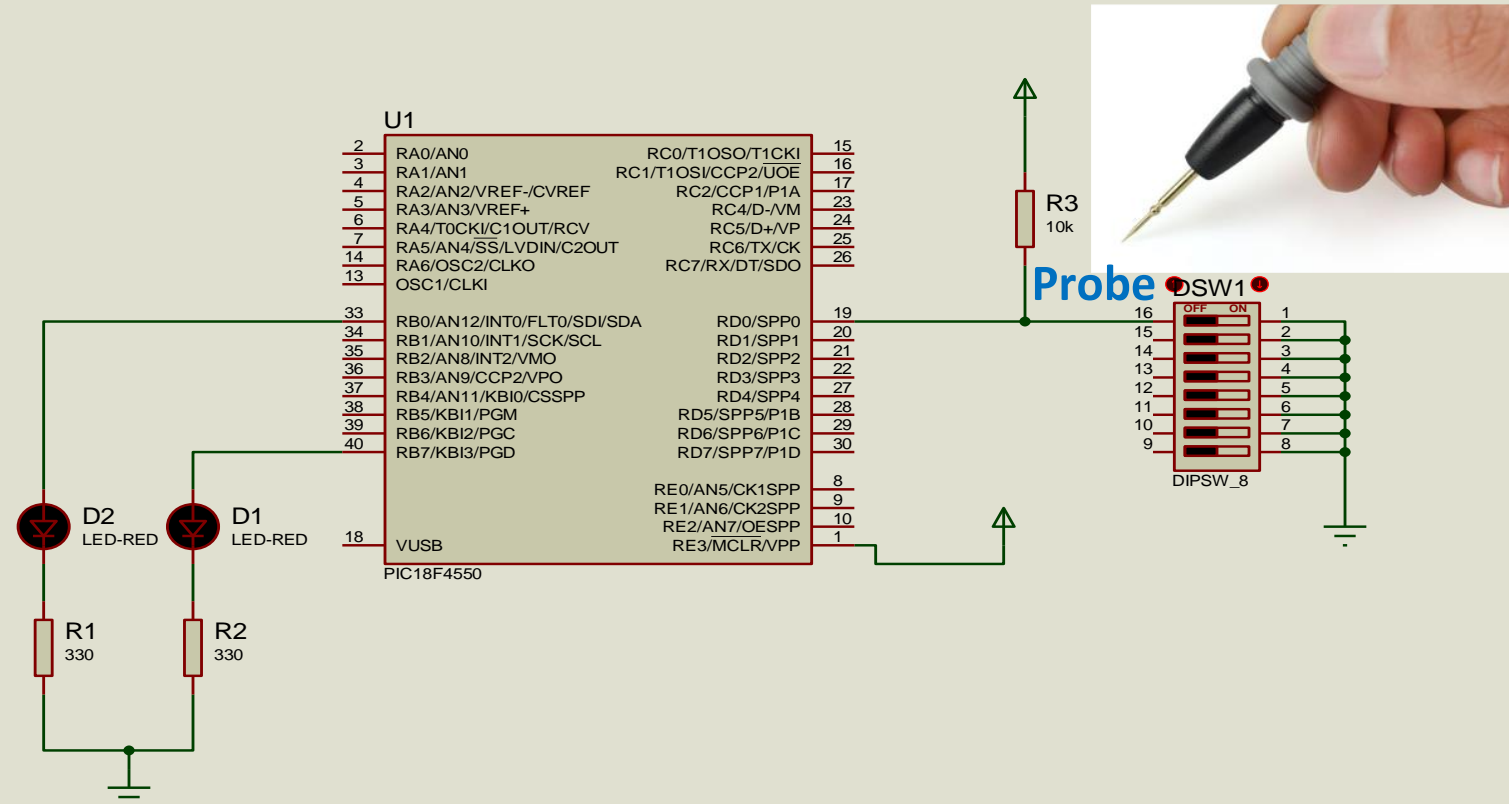 U1
2
3
4
5
6
7
14
13
RA0/AN0
RA1/AN1
RA2/AN2/VREF-/CVREF
RA3/AN3/VREF+
RA4/T0CKI/C1OUT/RCV
RA5/AN4/SS/LVDIN/C2OUT
RA6/OSC2/CLKO
OSC1/CLKI
33
34
35
36
37
38
39
40
RB0/AN12/INT0/FLT0/SDI/SDA
RB1/AN10/INT1/SCK/SCL
RB2/AN8/INT2/VMO
RB3/AN9/CCP2/VPO
RB4/AN11/KBI0/CSSPP
RB5/KBI1/PGM
RB6/KBI2/PGC
RB7/KBI3/PGD
18
VUSB
RC0/T1OSO/T1CKI
RC1/T1OSI/CCP2/UOE
RC2/CCP1/P1A
RC4/D-/VM
RC5/D+/VP
RC6/TX/CK
RC7/RX/DT/SDO
15
16
17
23
24
25
26
RD0/SPP0
RD1/SPP1
RD2/SPP2
RD3/SPP3
RD4/SPP4
RD5/SPP5/P1B
RD6/SPP6/P1C
RD7/SPP7/P1D
19
20
21
22
27
28
29
30
RE0/AN5/CK1SPP
RE1/AN6/CK2SPP
RE2/AN7/OESPP
RE3/MCLR/VPP
8
9
10
1
PIC18F4550
R3
10k
Probe
DSW1
OFF ON
16
15
14
13
12
11
10
9
1
2
3
4
5
6
7
8
DIPSW_8
D2
LED-RED
D1
LED-RED
R1
330
R2
330